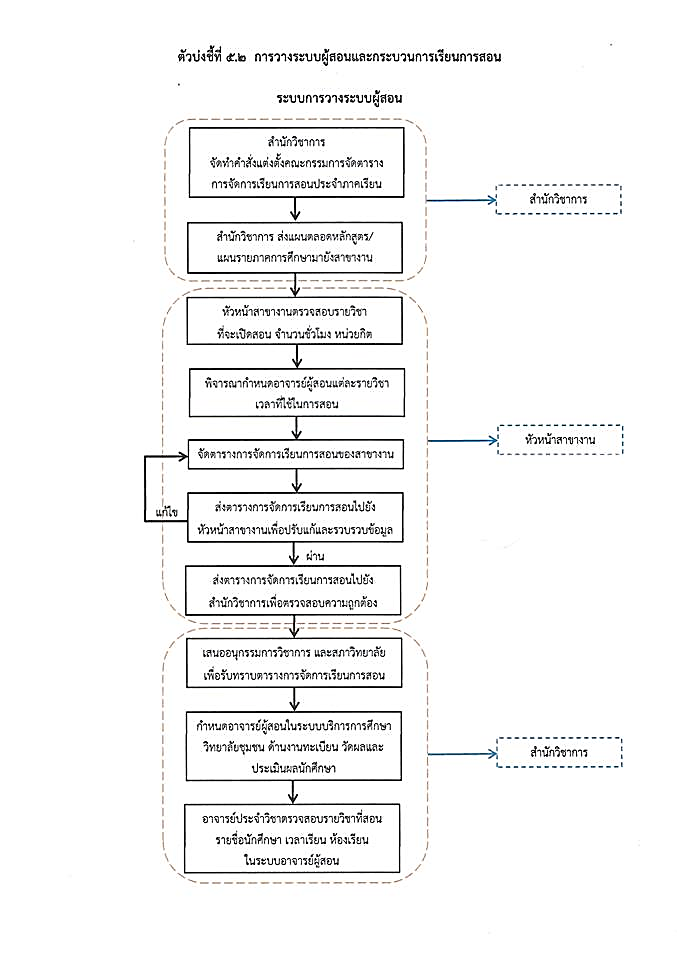 ตัวบ่งชี้ที่ ๕.๒ การวางระบบผู้สอนและกระบวนการเรียนการสอน
ระบบการวางระบบผู้สอน
สำนักวิชาการ
จัดทำคำสั่งแต่งตั้งคณะกรรมการจัดตาราง
การจัดการเรียนการสอนประจำภาคเรียน
สำนักวิชาการ
สำนักวิชาการ ส่งแผนตลอดหลักสูตร/
แผนรายภาคการศึกษามายังสาขางาน
หัวหน้าสาขางานตรวจสอบรายวิชา
ที่จะเปิดสอน จำนวนชั่วโมง หน่วยกิต
พิจารณากำหนดอาจารย์ผู้สอนแต่ละรายวิชา
เวลาที่ใช้ในการสอน
จัดตารางการจัดการเรียนการสอนของสาขางาน
หัวหน้าสาขางาน
แก้ไข
ส่งตารางการจัดการเรียนการสอนไปยัง
หัวหน้าสาขางานเพื่อปรับแก้และรวบรวบข้อมูล
ผ่าน
ส่งตารางการจัดการเรียนการสอนไปยัง
สำนักวิชาการเพื่อตรวจสอบความถูกต้อง
เสนออนุกรรมการวิชาการ และสภาวิทยาลัย
เพื่อรับทราบตารางการจัดการเรียนการสอน
กำหนดอาจารย์ผู้สอนในระบบบริการการศึกษา
วิทยาลัยชุมชน ด้านงานทะเบียน วัดผลและ
ประเมินผลนักศึกษา
สำนักวิชาการ
อาจารย์ประจำวิชาตรวจสอบรายวิชาที่สอน
รายชื่อนักศึกษา เวลาเรียน ห้องเรียน
ในระบบอาจารย์ผู้สอน